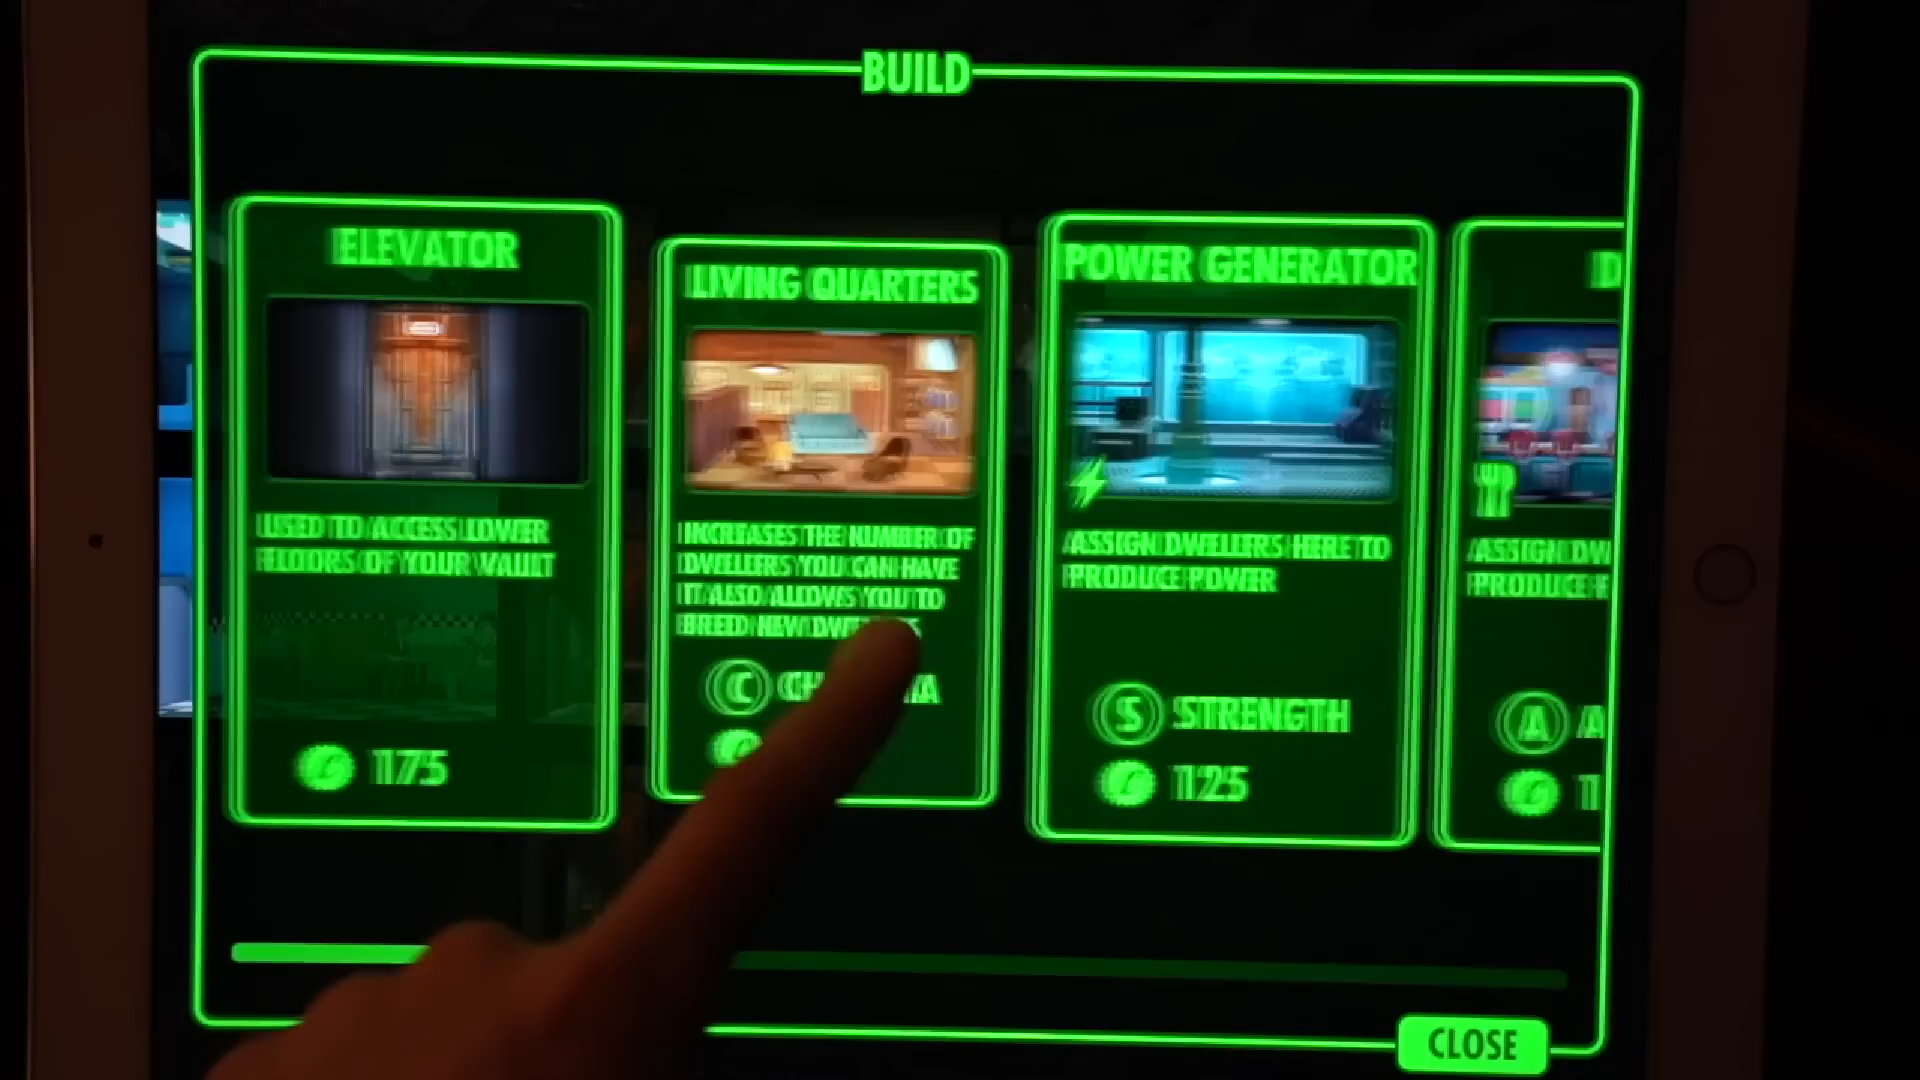 BUILD
ELEVATOR
USED TO ACCESS LOWER
FLOORS OF YOUR VAULT
175
LIVING QUARTERS
INCREASES THE NUMBER OF
DWELLERS YOU CAN HAVE
IT ALSO ALLOWS YOU TO
BREED NEW
C
POWER GENERATOR
ASSIGN DWELLERS HERE TO
PRODUCE POWER
S STRENGTH
125
ASSIGN
PRODUCE
A
CLOSE